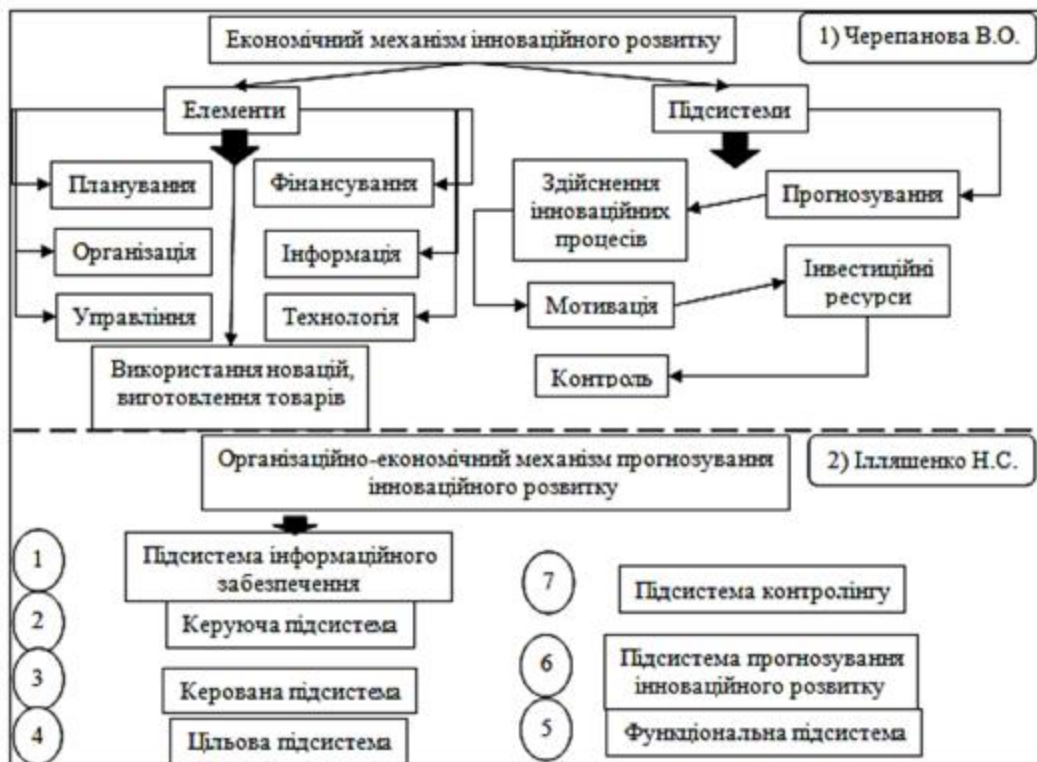 Економічний механізм інноваційного розвитку
1) Черепанова В.О.
Елементи
Підсистеми
Планування
Фінансування
Організація
Інформація
Управління
Технологія
Використання новацій,
виготовлення товарів
Здійснення
інноваційних
процесів
Прогнозування
Мотивація
Інвестиційні
ресурси
Контроль
Організаційно-економічний механізм прогнозування
інноваційного розвитку
2) Ілляшенко Н.С.
1
Підсистема інформаційного
забезпечення
2
Керуюча підсистема
3
Керована підсистема
4
Цільова підсистема
7
Підсистема контролінгу
6
Підсистема прогнозування
інноваційного розвитку
5
Функціональна підсистема